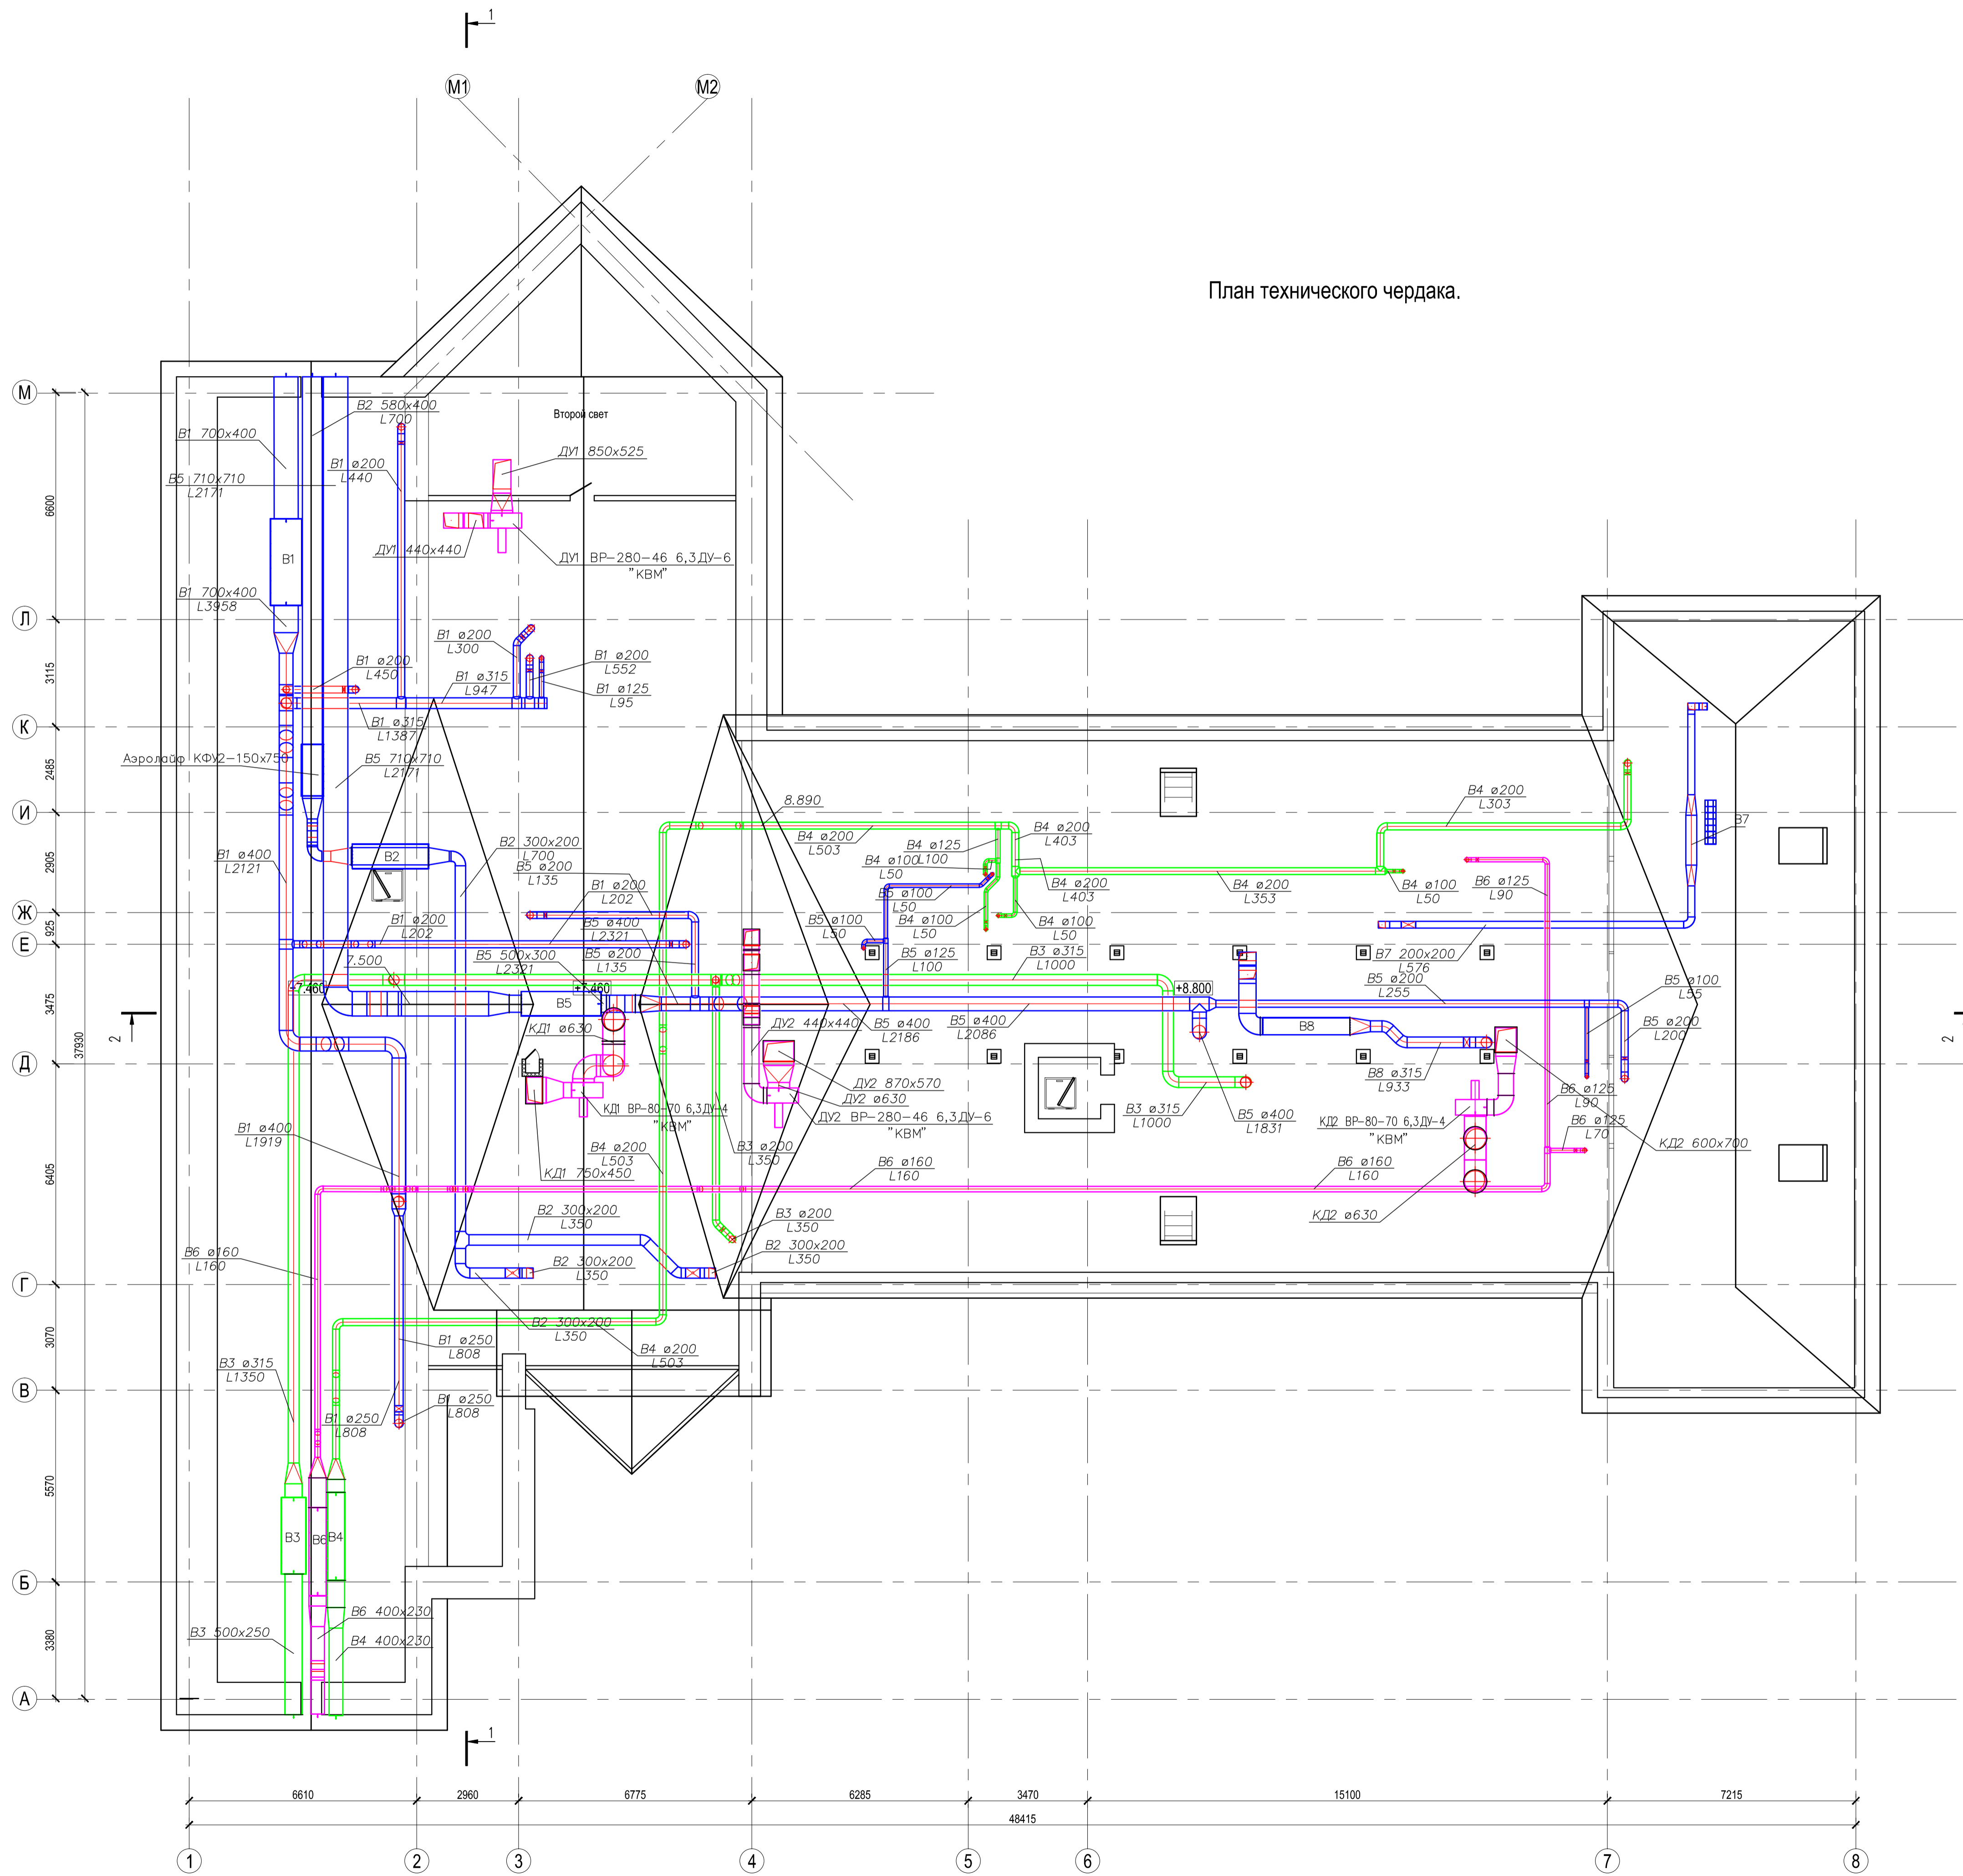 1
М1
М2
План технического чердака.
М
В2 580х400
L700
В1 700х400
Второй свет
В1 ø200
L440
ДУ1 850х525
В5 710х710
L2171
6600
В1
ДУ1 440х440
ДУ1 ВР-280-46 6,3ДУ-6
"КВМ"
В1 700х400
L3958
Л
В1 ø200
L300
В1 ø200
L450
В1 ø200
L552
3115
В1 ø315
L947
В1 ø125
L95
К
В1 ø315
L1387
Аэролайф КФУ2-150х750
В5 710х710
L2171
2485
И
8.890
В4 ø200
L303
В7
В4 ø200
L503
В4 ø200
L403
В4 ø125
L100
В1 ø400
L2121
В2
В2 300х200
L700
В5 ø200
L135
2905
В4 ø100
L50
В5 ø100
L50
В1 ø200
L202
В4 ø200
L403
В4 ø200
L353
В4 ø100
L50
В6 ø125
L90
Ж
В1 ø200
L202
В5 ø400
L2321
В5 ø100
L50
В4 ø100
L50
В4 ø100
L50
925
Е
7.500
В5 500х300
L2321
В5 ø200
L135
В5 ø125
L100
В3 ø315
L1000
В7 200х200
L576
+7.460
+7.460
+8.800
В5 ø200
L255
В5 ø100
L55
3475
37930
В5
КД1 ø630
ДУ2 440х440
В5 ø400
L2186
В5 ø400
L2086
В8
В5 ø200
L200
2
2
Д
ДУ2 870х570
ДУ2 ø630
В8 ø315
L933
В6 ø125
L90
КД1 ВР-80-70 6,3ДУ-4
"КВМ"
ДУ2 ВР-280-46 6,3ДУ-6
"КВМ"
В3 ø315
L1000
В5 ø400
L1831
КД2 ВР-80-70 6,3ДУ-4
"КВМ"
В6 ø125
L70
КД2 600х700
В1 ø400
L1919
В4 ø200
L503
В3 ø200
L350
6405
КД1 750х450
В6 ø160
L160
В6 ø160
L160
В2 300х200
L350
В3 ø200
L350
КД2 ø630
В6 ø160
L160
В2 300х200
L350
В2 300х200
L350
Г
В2 300х200
L350
3070
В1 ø250
L808
В4 ø200
L503
В3 ø315
L1350
В
В1 ø250
L808
В1 ø250
L808
5570
В3
В6
В4
Б
В6 400х230
В3 500х250
В4 400х230
3380
А
1
6610
2960
6775
6285
3470
15100
7215
48415
1
2
3
4
5
6
7
8